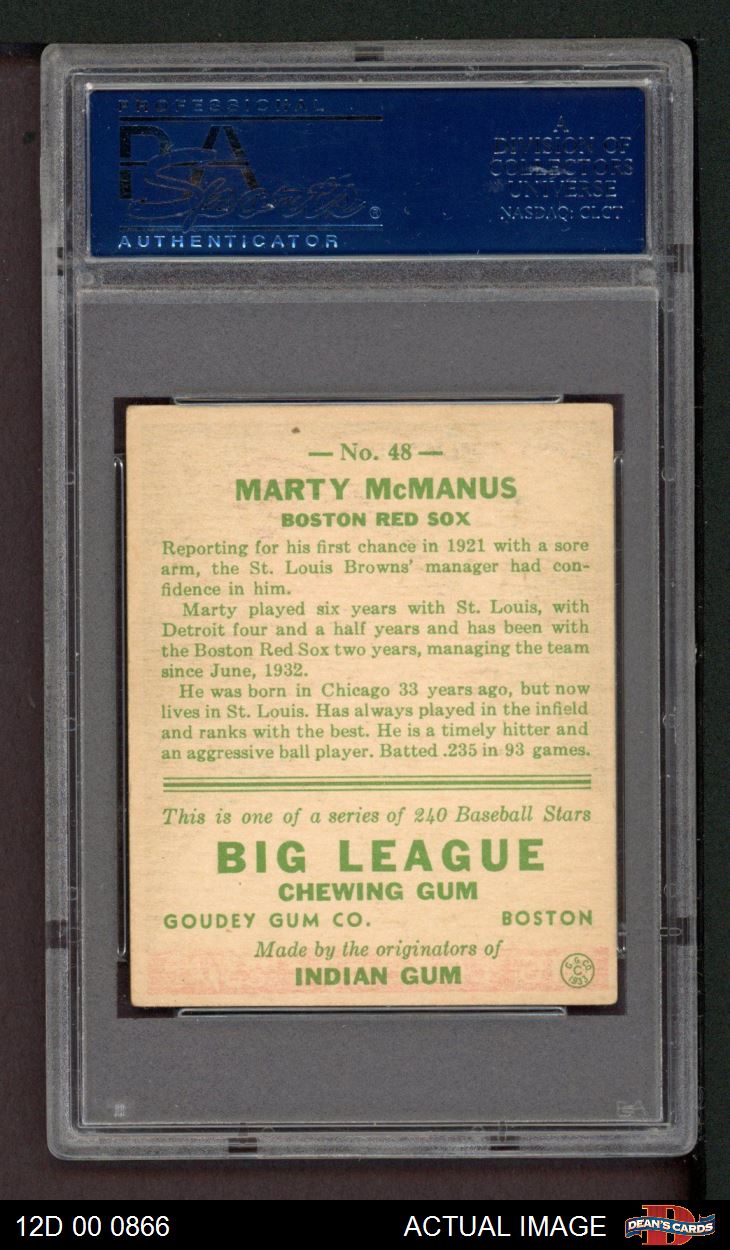 PROFESSIONAL
PSA
Sports ®
AUTHENTICATOR
A
DIVISION OF
COLLECTORS
UNIVERSE
NASDAQ: CLCT
— No. 48 —
MARTY McMANUS
BOSTON RED SOX
Reporting for his first chance in 1921 with a sore
arm, the St. Louis Browns' manager had con-
fidence in him.
Marty played six years with St. Louis, with
Detroit four and a half years and has been with
the Boston Red Sox two years, managing the team
since June, 1932.
He was born in Chicago 33 years ago, but now
lives in St. Louis. Has always played in the infield
and ranks with the best. He is a timely hitter and
an aggressive ball player. Batted .235 in 93 games.
This is one of a series of 240 Baseball Stars
BIG LEAGUE
CHEWING GUM
GOUDEY GUM CO. BOSTON
Made by the originators of
INDIAN GUM
G.G.CO.
C
1933
12D 00 0866 ACTUAL IMAGE
D
DEAN'S CARDS